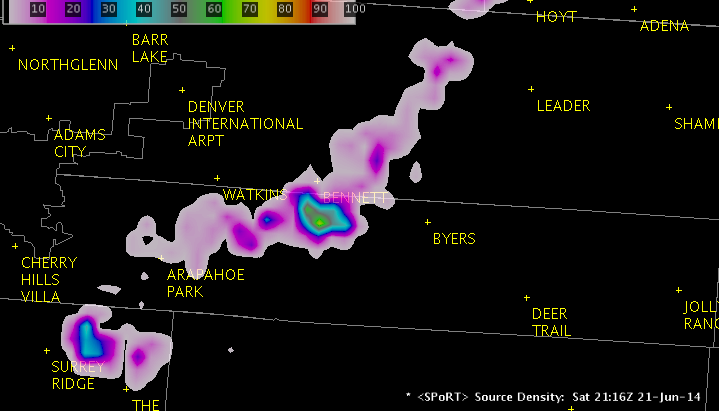 10 20 30 40 50 60 70 80 90 100
HOYT
ADENA
BARR
LAKE
NORTHGLENN
DENVER
INTERNATIONAL
ARPT
LEADER
ADAMS
CITY
SHAM
WATKINS
BENNETT
BYERS
CHERRY
HILLS
VILLA
ARAPAHOE
PARK
DEER
TRAIL
JOLL
RANC
SURREY
RIDGE
THE
* <SPoRT> Source Density: Sat 21:16Z 21-Jun-14